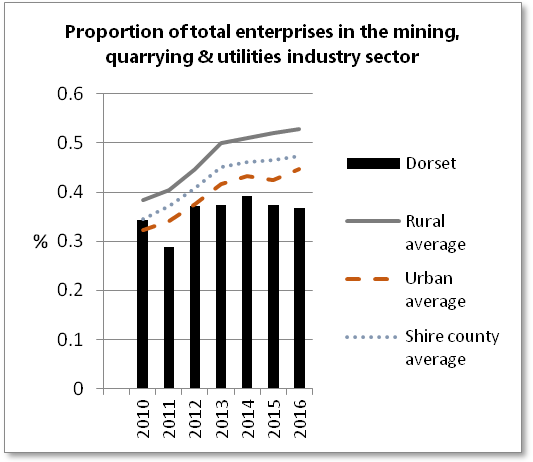 Proportion of total enterprises in the mining,
quarrying & utilities industry sector
0.6
0.5
0.4
0.3
0.2
0.1
0
%
2010
2011
2012
2013
2014
2015
2016
Dorset
Rural
average
Urban
average
Shire county
average